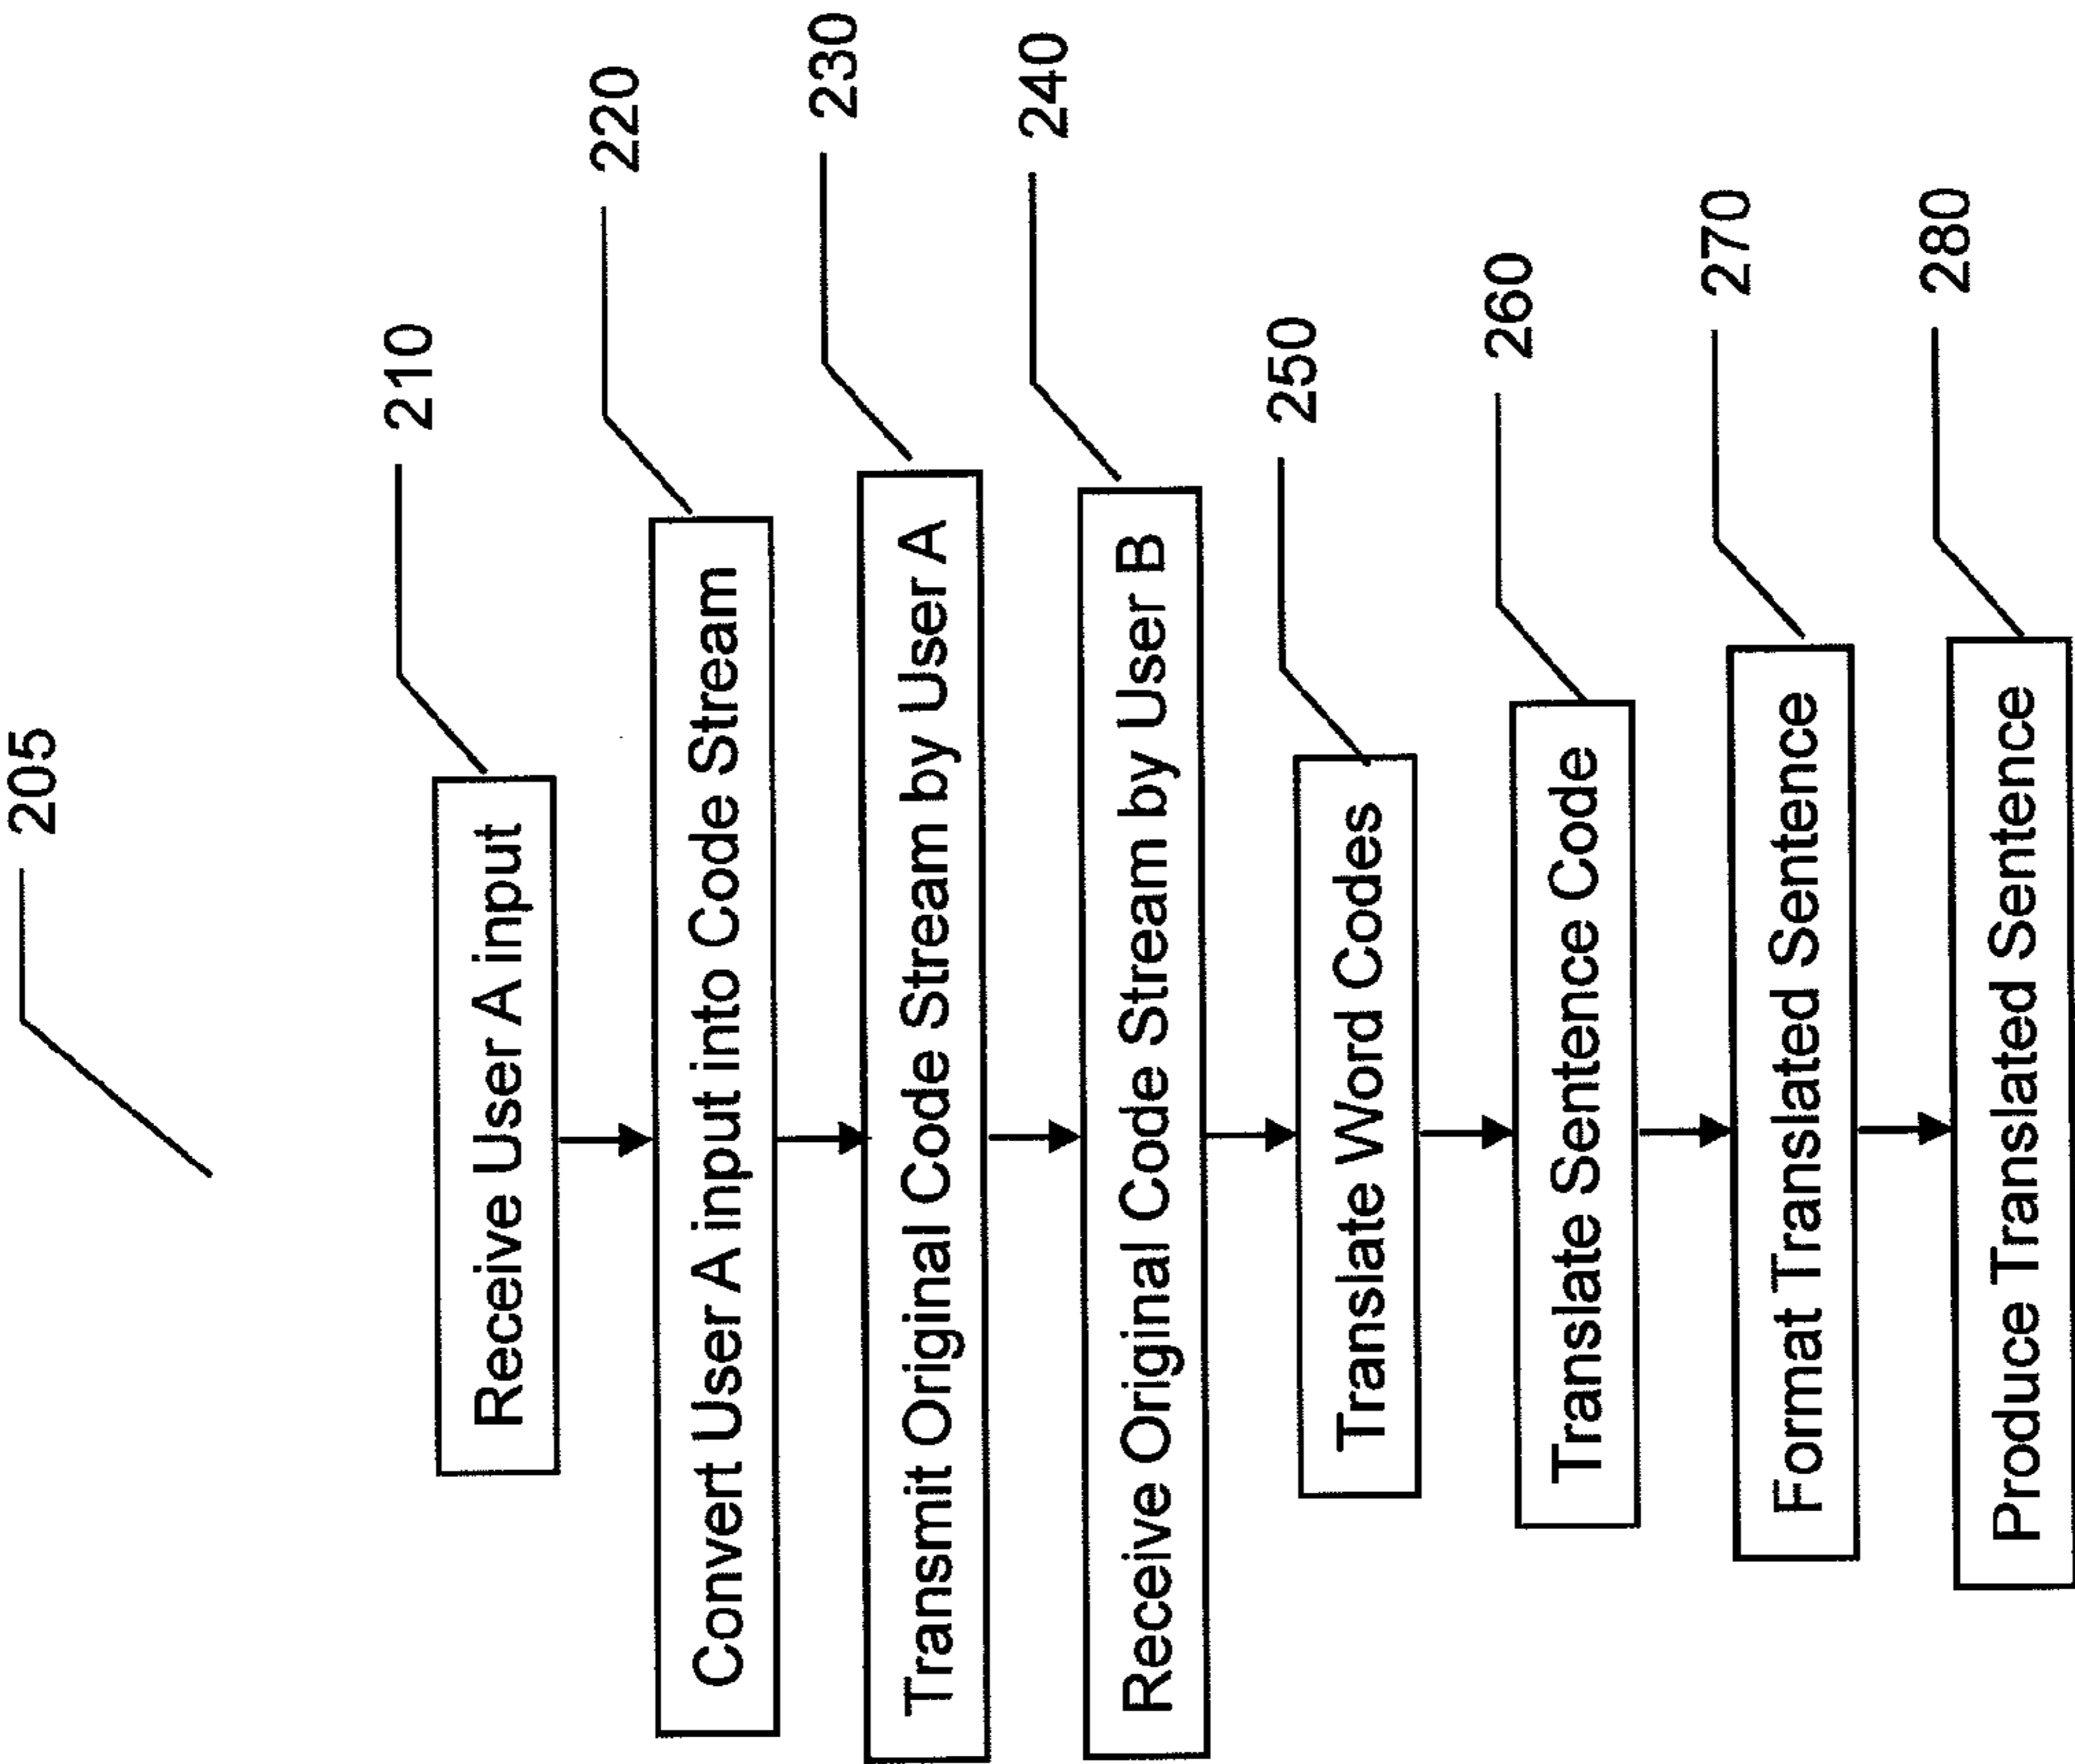 205
210
Receive User A input
220
Convert User A input into Code Stream
230
Transmit Original Code Stream by User A
240
Receive Original Code Stream by User B
250
Translate Word Codes
260
Translate Sentence Code
270
Format Translated Sentence
280
Produce Translated Sentence